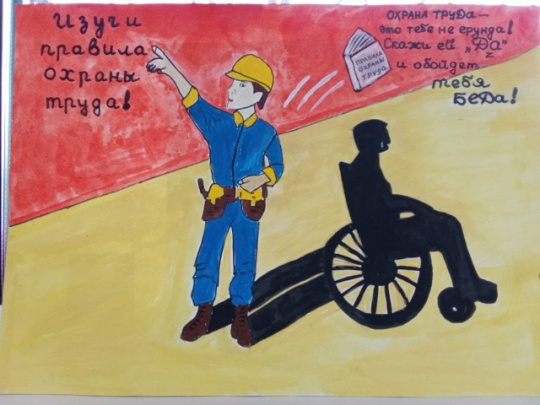 Изучи
правила
охраны
труда!
ОХРАНА ТРУДА —
это тебе не ерунда!
Скажи ей „Да“
и обойдет
тебя
БеДа!
ПРАВИЛА
ОХРАНЫ
ТРУДА